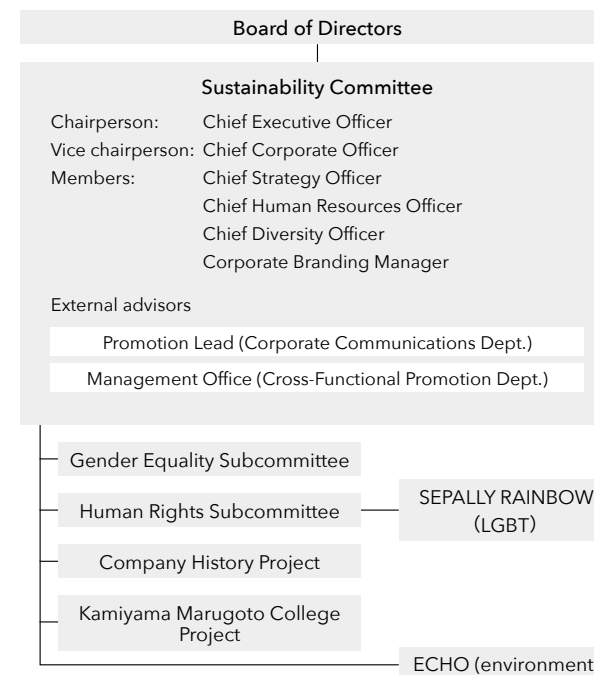 Board of Directors
Sustainability Committee
Chairperson: Chief Executive Officer
Vice chairperson: Chief Corporate Officer
Members: Chief Strategy Officer
Chief Human Resources Officer
Chief Diversity Officer
Corporate Branding Manager
External advisors
Promotion Lead (Corporate Communications Dept.)
Management Office (Cross-Functional Promotion Dept.)
Gender Equality Subcommittee
Human Rights Subcommittee
SEPALLY RAINBOW
（LGBT）
Company History Project
Kamiyama Marugoto College
Project
ECHO (environment